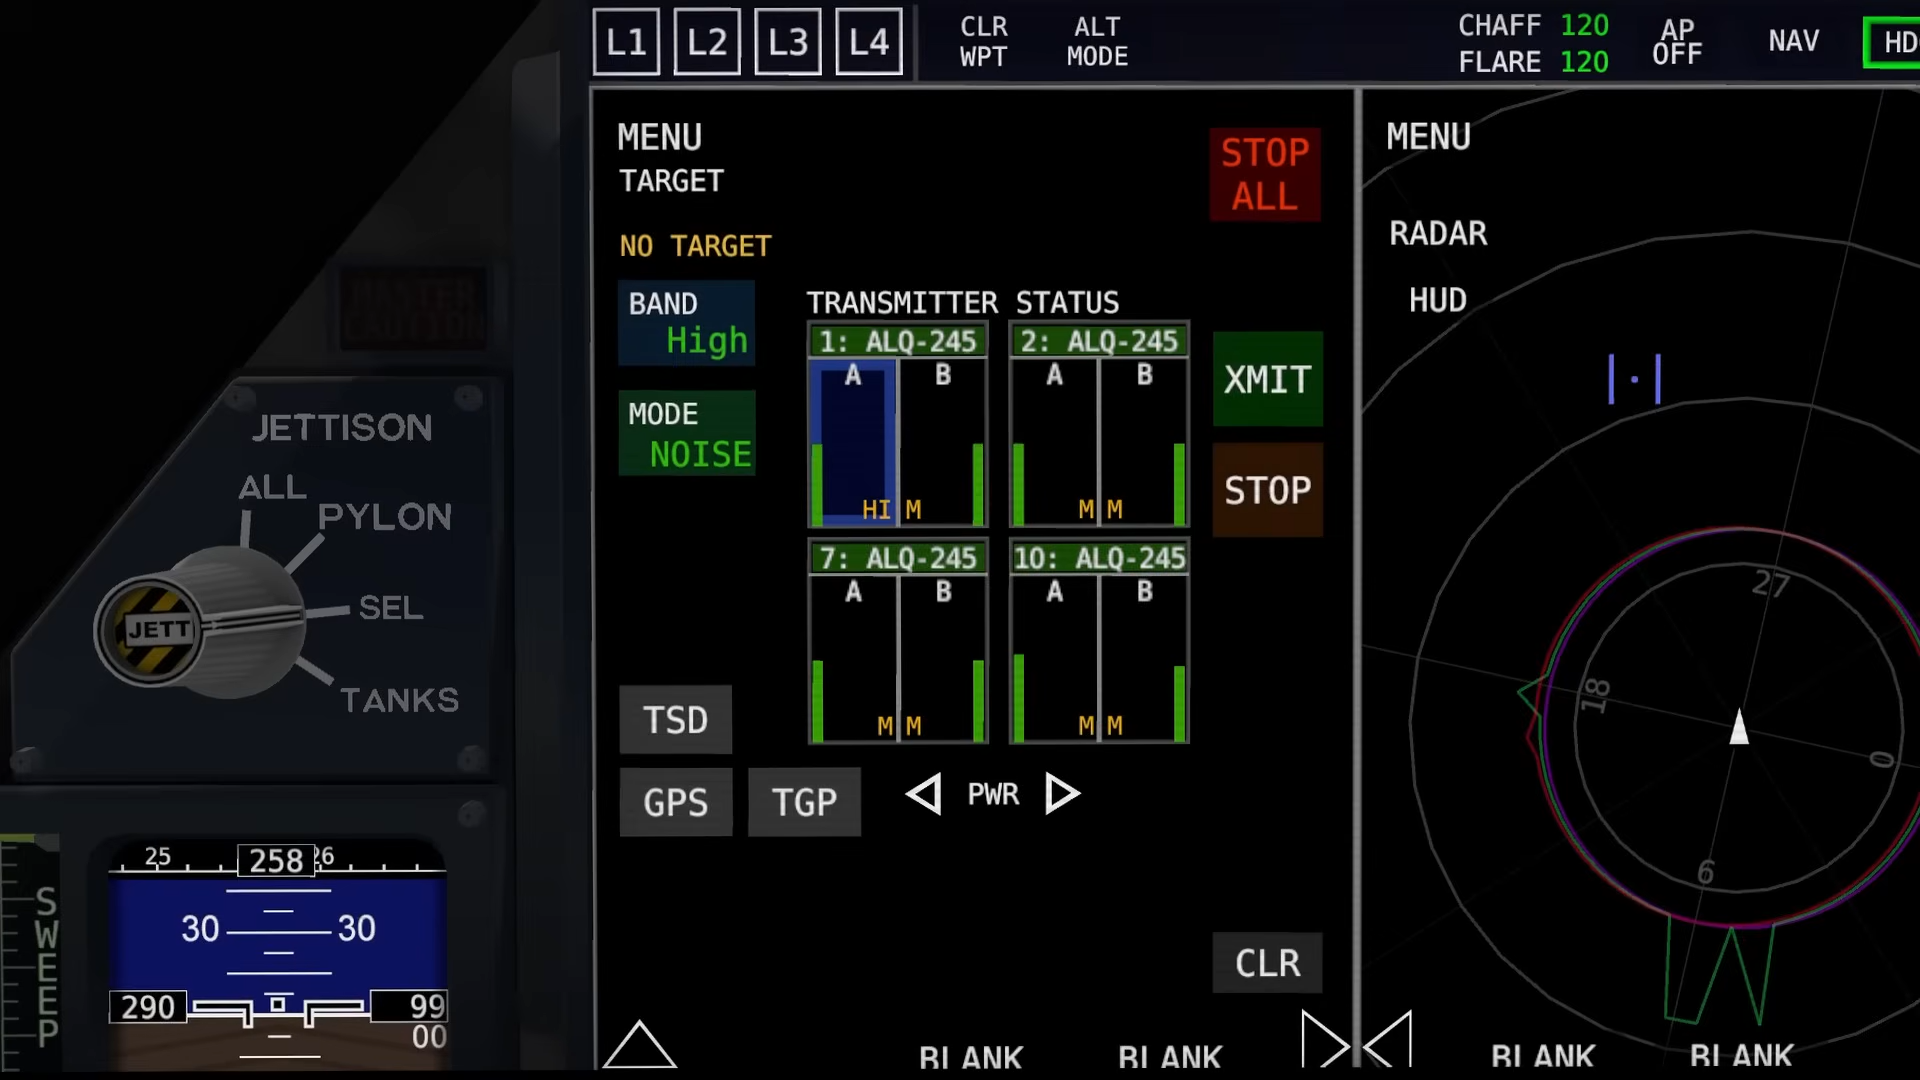 L1 L2 L3 L4
CLR
WPT
ALT
MODE
CHAFF 120
FLARE 120
AP
OFF
NAV
MENU
TARGET
STOP
ALL
NO TARGET
BAND
High
MODE
NOISE
TRANSMITTER STATUS
1: ALQ-245
A B
HI M
2: ALQ-245
A B
M M
7: ALQ-245
A B
M M
10: ALQ-245
A B
M M
XMIT
STOP
TSD
GPS TGP
PWR
CLR
BLANK BLANK
MENU
RADAR
HUD
27
18
0
6
BLANK BLANK
MASTER
CAUTION
JETTISON
ALL
PYLON
SEL
TANKS
JETT
SWEEP
25 258 26
30 30
290 99
00